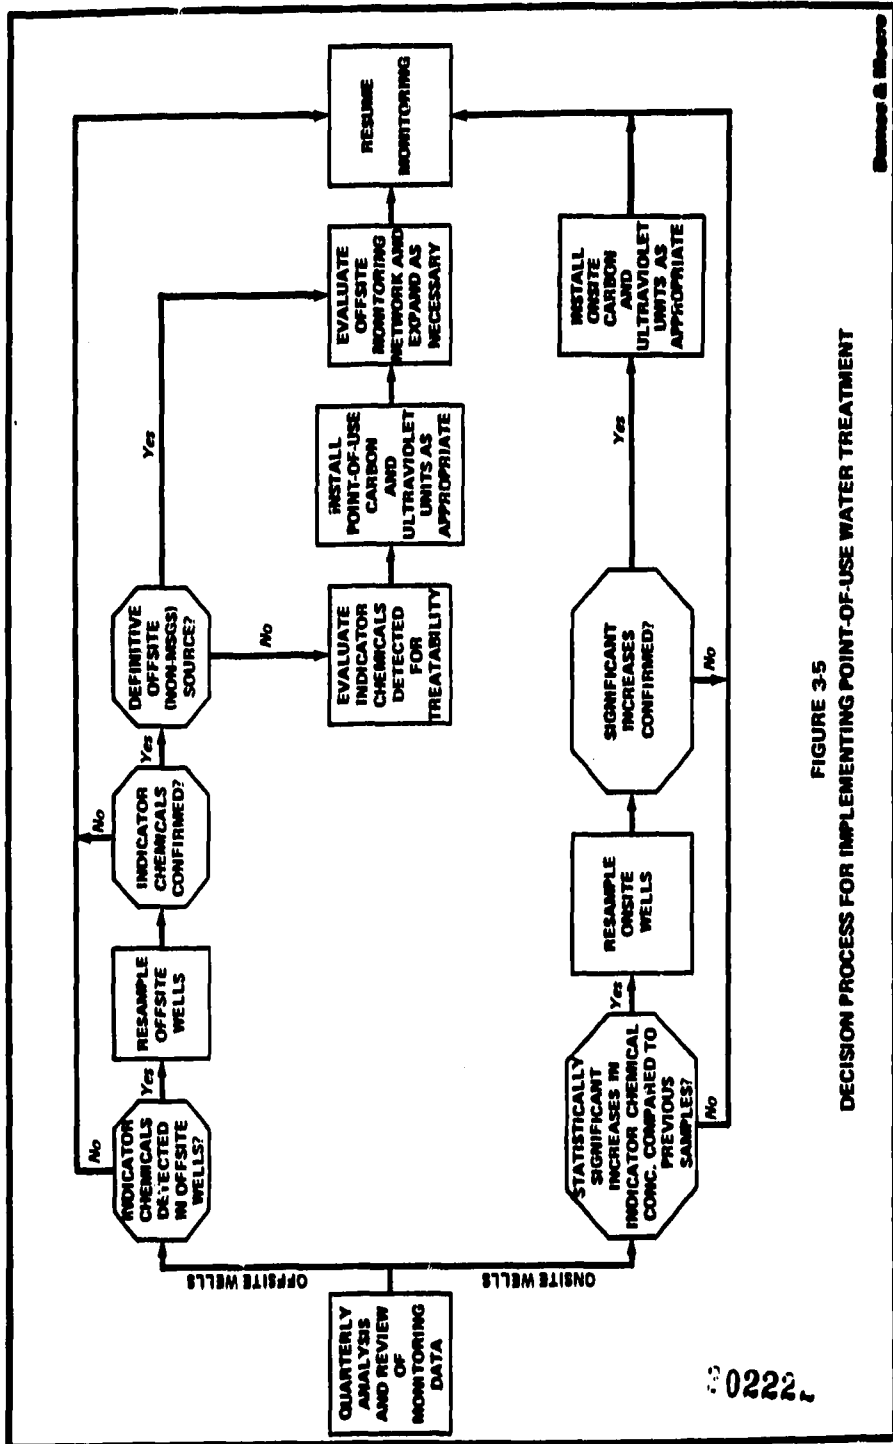 QUARTERLY
ANALYSIS
AND REVIEW
OF
MONITORING
DATA
OFFSITE WELLS
ONSITE WELLS
INDICATOR
CHEMICALS
DETECTED
IN OFFSITE
WELLS?
No
Yes
RESAMPLE
OFFSITE
WELLS
INDICATOR
CHEMICALS
CONFIRMED?
No
Yes
DEFINITIVE
OFFSITE
(NON-MSGS)
SOURCE?
Yes
No
EVALUATE
INDICATOR
CHEMICALS
DETECTED
FOR
TREATABILITY
INSTALL
POINT-OF-USE
CARBON
AND
ULTRAVIOLET
UNITS AS
APPROPRIATE
EVALUATE
OFFSITE
MONITORING
NETWORK AND
EXPAND AS
NECESSARY
RESUME
MONITORING
STATISTICALLY
SIGNIFICANT
INCREASES IN
INDICATOR CHEMICAL
CONC. COMPARED TO
PREVIOUS
SAMPLES?
Yes
No
RESAMPLE
ONSITE
WELLS
SIGNIFICANT
INCREASES
CONFIRMED?
Yes
No
INSTALL
ONSITE
CARBON
AND
ULTRAVIOLET
UNITS AS
APPROPRIATE
FIGURE 3-5
DECISION PROCESS FOR IMPLEMENTING POINT-OF-USE WATER TREATMENT
Dames & Moore